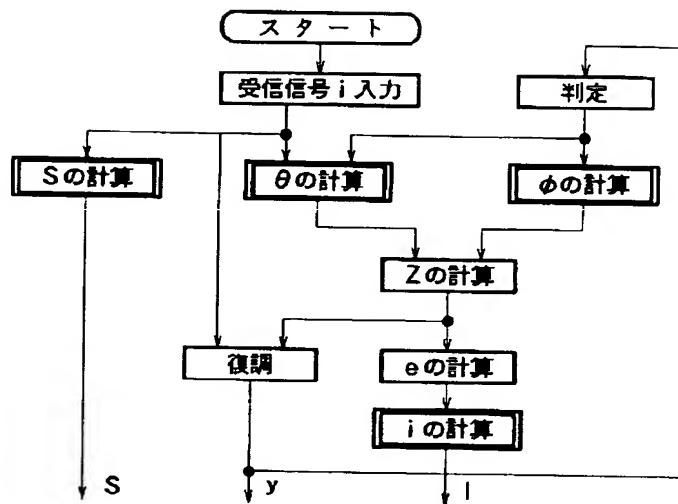 スタート
受信信号i入力
判定
Sの計算
θの計算
φの計算
Zの計算
復調
eの計算
iの計算
S
y
I